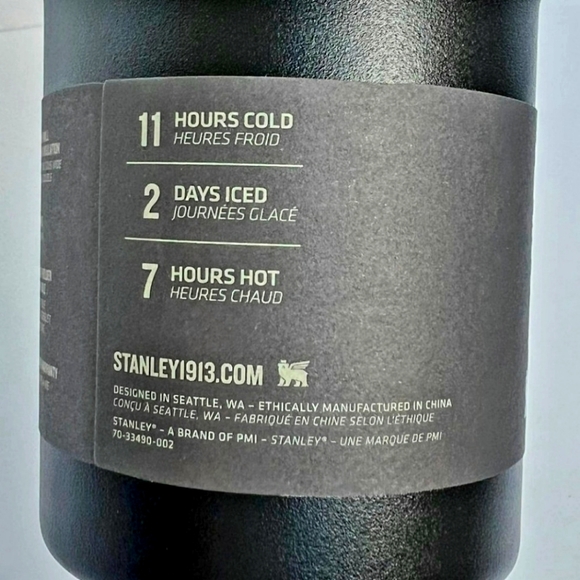 11 HOURS COLD
HEURES FROID
2 DAYS ICED
JOURNÉES GLACÉ
7 HOURS HOT
HEURES CHAUD
STANLEY1913.COM
DESIGNED IN SEATTLE, WA – ETHICALLY MANUFACTURED IN CHINA
CONÇU À SEATTLE, WA – FABRIQUÉ EN CHINE SELON L'ÉTHIQUE
STANLEY® – A BRAND OF PMI – STANLEY® – UNE MARQUE DE PMI
70-33490-002